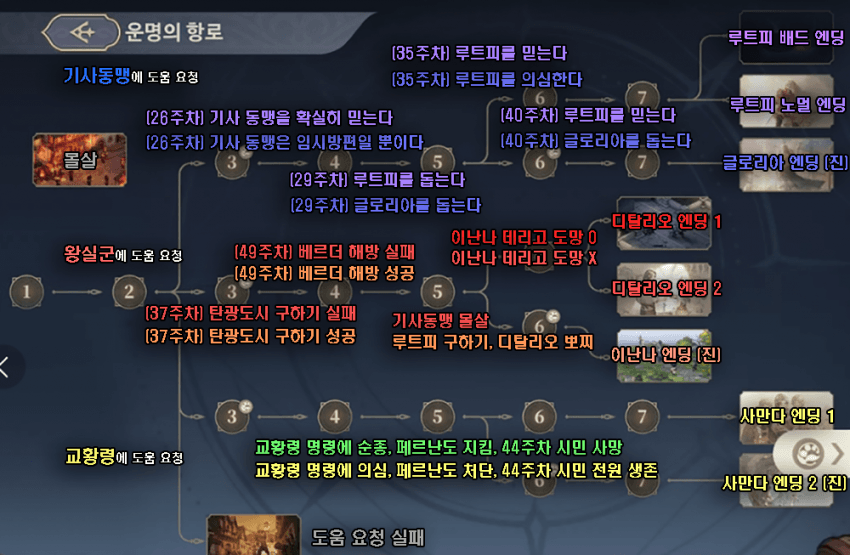 운명의 항로
기사동맹에 도움 요청
(35주차) 루트피를 믿는다
(35주차) 루트피를 의심한다
루트피 배드 엔딩
6
7
루트피 노멀 엔딩
(26주차) 기사 동맹을 확실히 믿는다
(26주차) 기사 동맹은 임시방편일 뿐이다
(40주차) 루트피를 믿는다
(40주차) 글로리아를 돕는다
몰살
3
4
5
6
7
글로리아 엔딩 (진)
(29주차) 루트피를 돕는다
(29주차) 글로리아를 돕는다
왕실군에 도움 요청
(49주차) 베르더 해방 실패
(49주차) 베르더 해방 성공
이난나 데리고 도망 O
이난나 데리고 도망 X
디탈리오 엔딩 1
1
2
3
4
5
디탈리오 엔딩 2
(37주차) 탄광도시 구하기 실패
(37주차) 탄광도시 구하기 성공
기사동맹 몰살
루트피 구하기, 디탈리오 뽀찌
6
이난나 엔딩 (진)
3
4
5
6
7
사만다 엔딩 1
교황령에 도움 요청
교황령 명령에 순종, 페르난도 지킴, 44주차 시민 사망
교황령 명령에 의심, 페르난도 처단, 44주차 시민 전원 생존
6
사만다 엔딩 2 (진)
도움 요청 실패